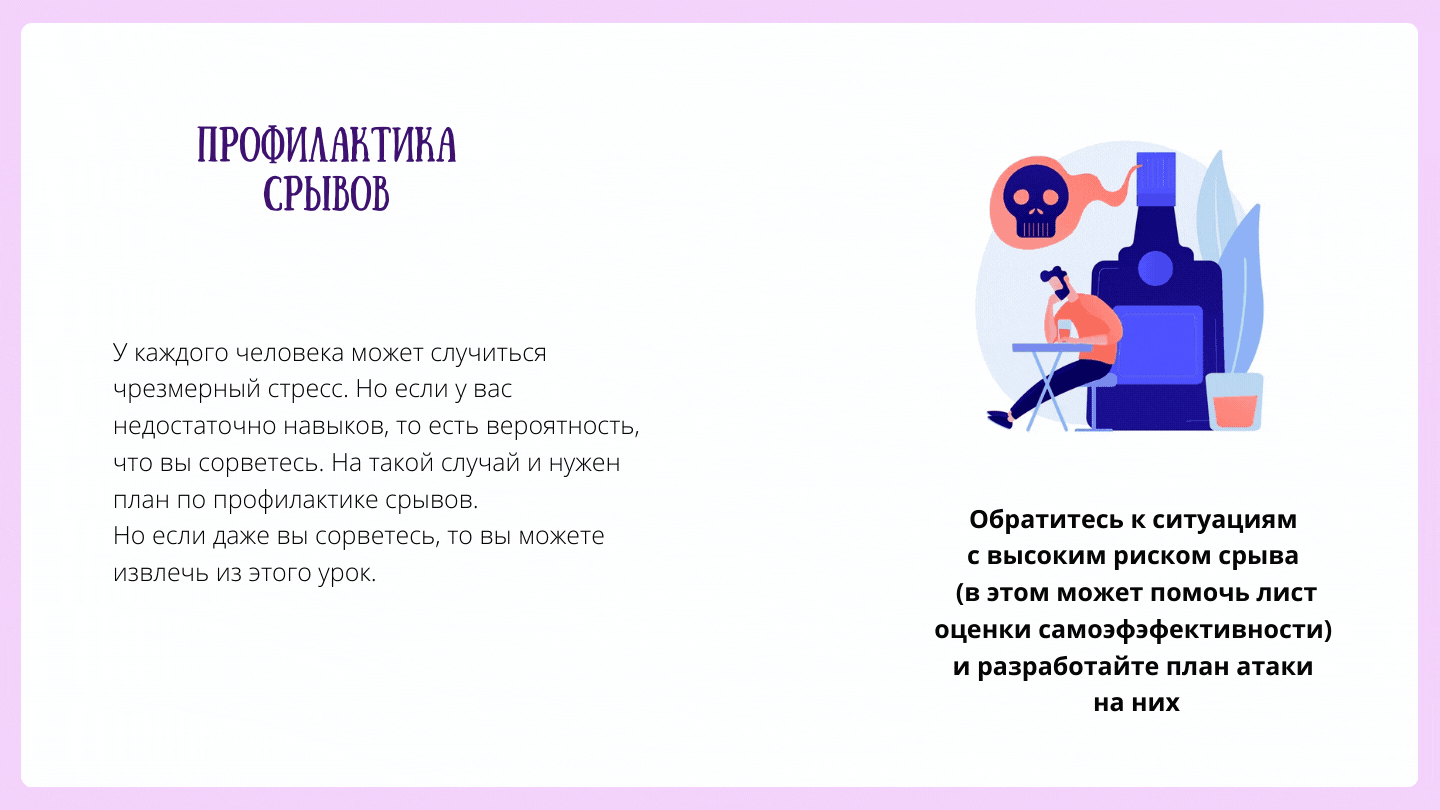 ПРОФИЛАКТИКА
СРЫВОВ
У каждого человека может случиться
чрезмерный стресс. Но если у вас
недостаточно навыков, то есть вероятность,
что вы сорветесь. На такой случай и нужен
план по профилактике срывов.
Но если даже вы сорветесь, то вы можете
извлечь из этого урок.
Обратитесь к ситуациям
с высоким риском срыва
(в этом может помочь лист
оценки самоэфэфективности)
и разработайте план атаки
на них